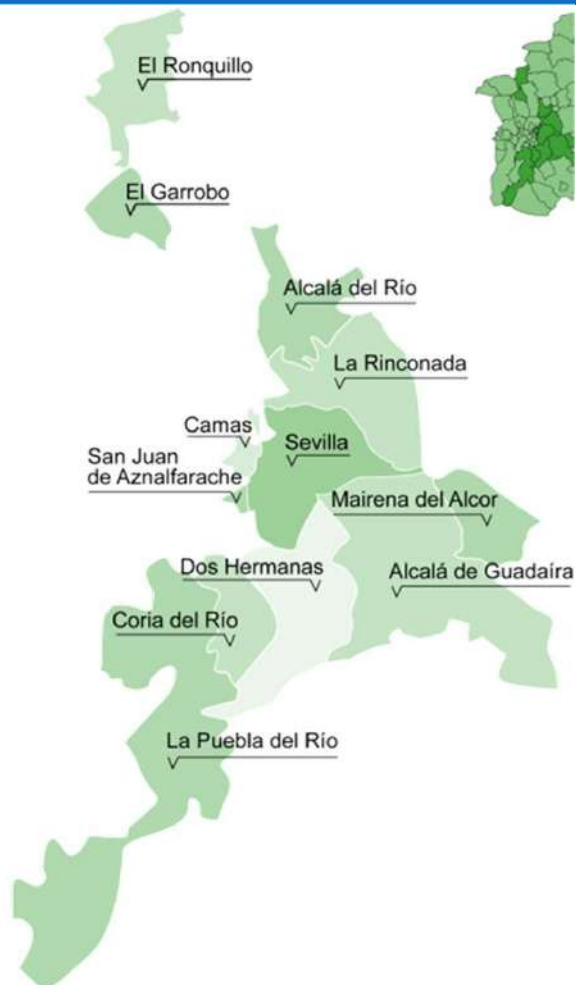 El Ronquillo
El Garrobo
Alcalá del Río
La Rinconada
Camas
Sevilla
San Juan
de Aznalfarache
Mairena del Alcor
Dos Hermanas
Alcalá de Guadaíra
Coria del Río
La Puebla del Río